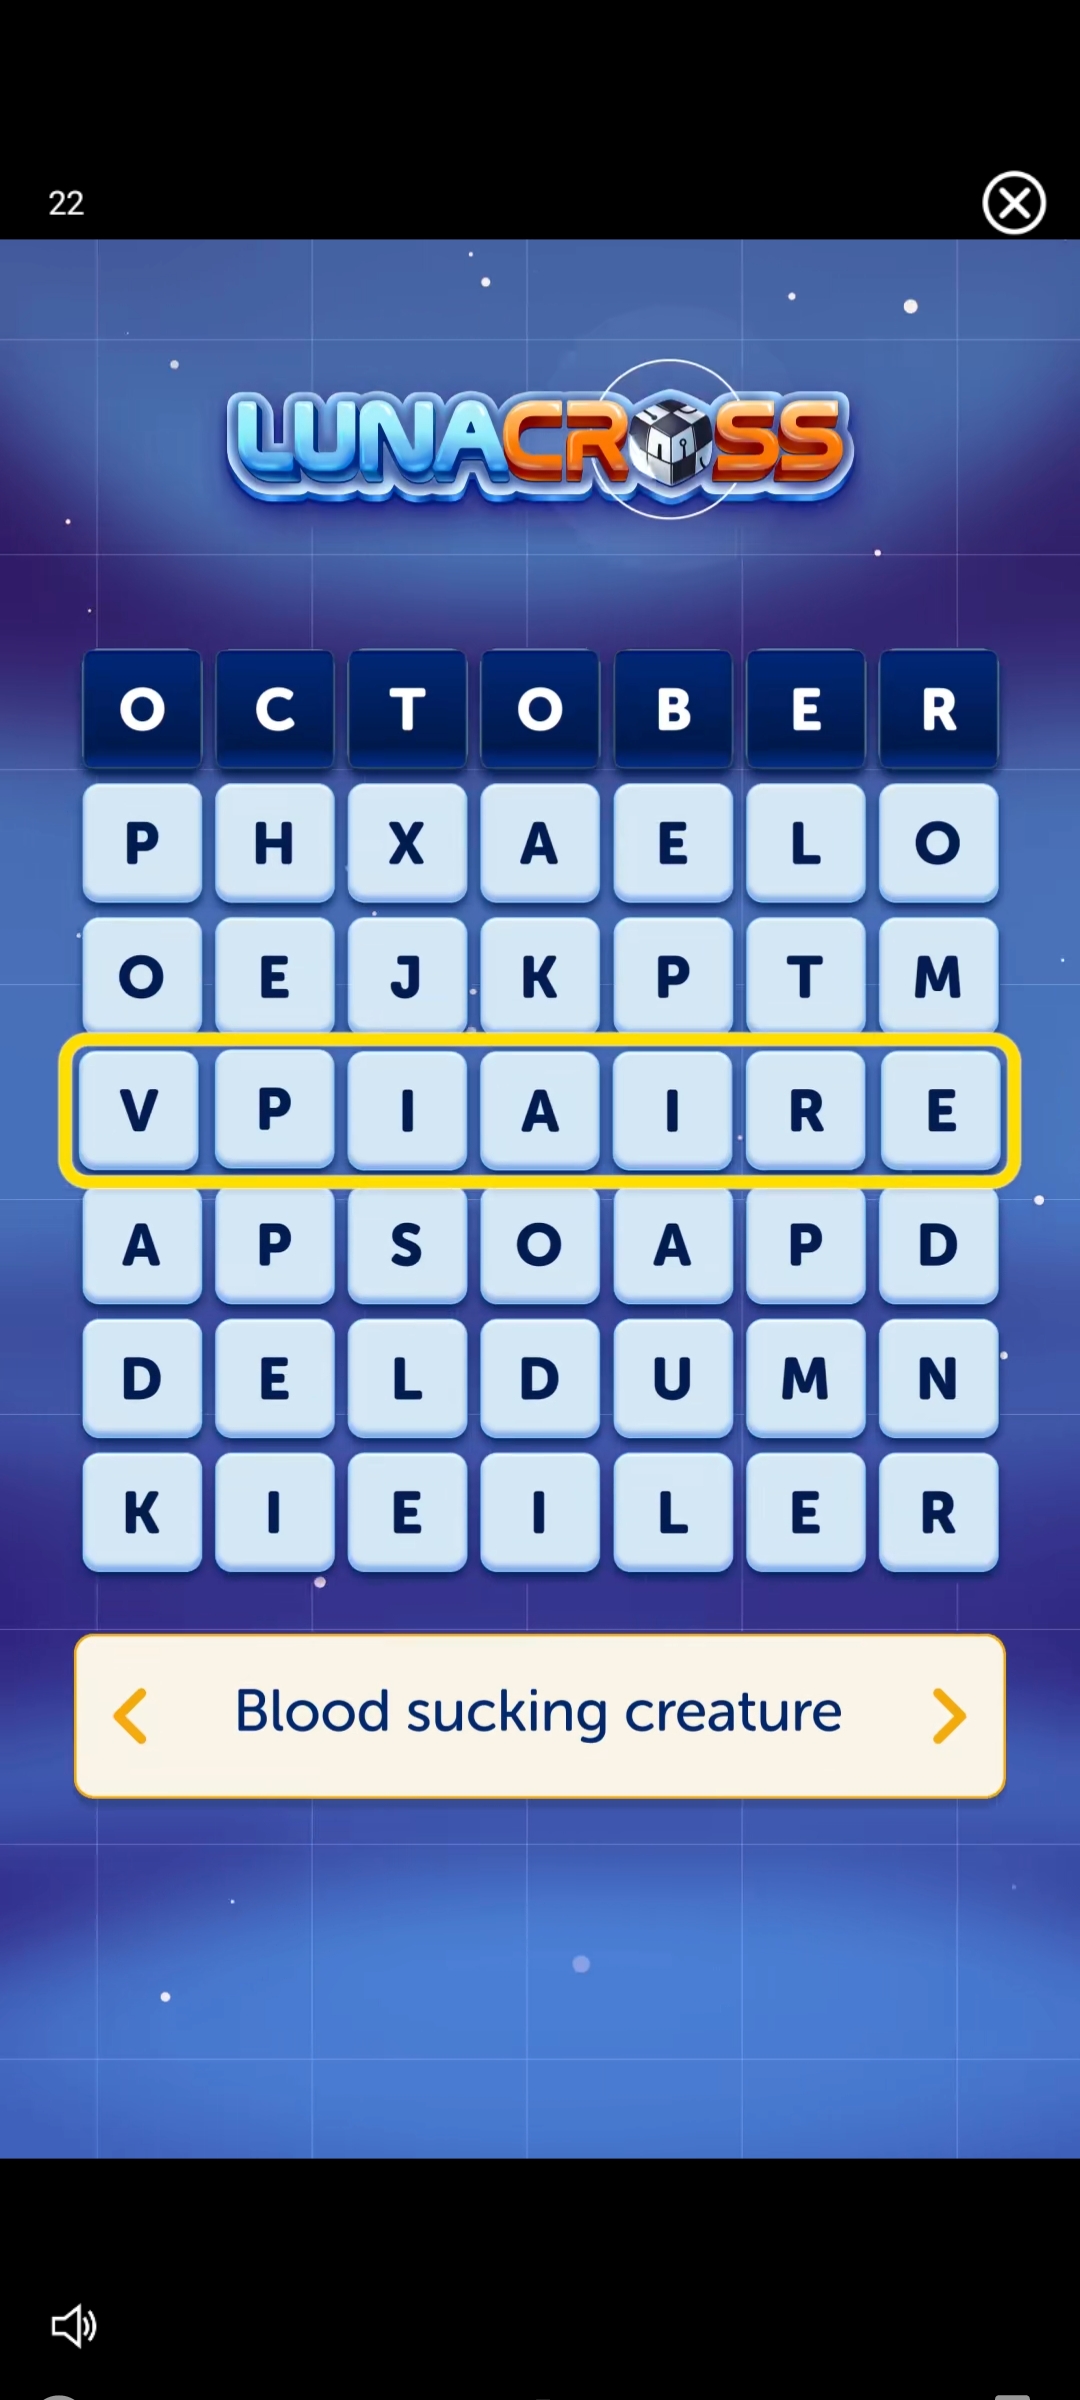 22
LUNACROSS
O C T O B E R
P H X A E L O
O E J K P T M
V P I A I R E
A P S O A P D
D E L D U M N
K I E I L E R
Blood sucking creature